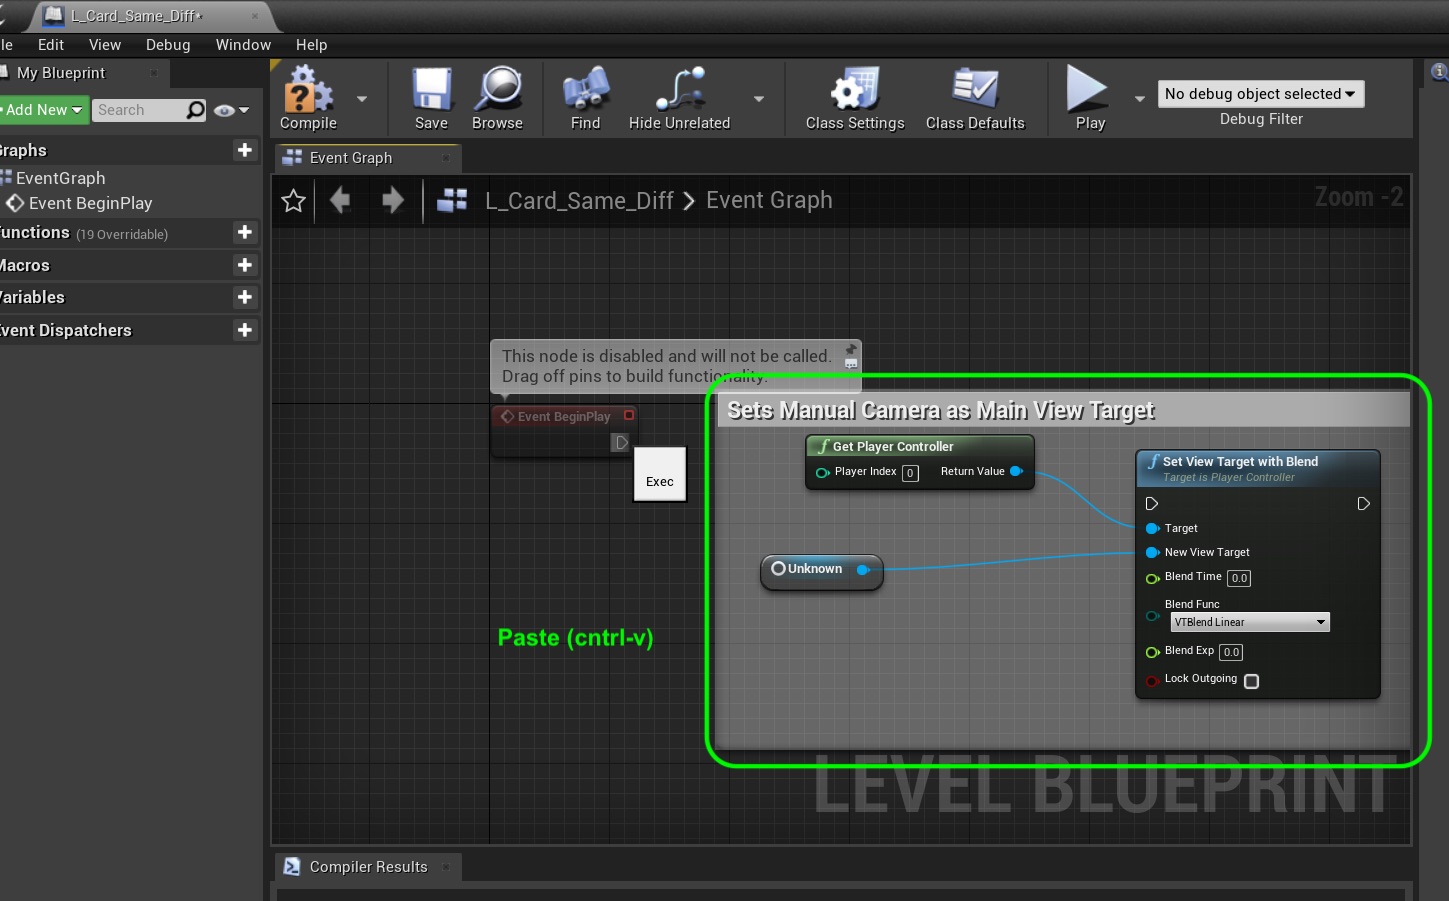 L_Card_Same_Diff*
le Edit View Debug Window Help
My Blueprint
Add New
Search
Graphs
EventGraph
Event BeginPlay
unctions (19 Overridable)
Macros
Variables
Event Dispatchers
Compile
Save
Browse
Find
Hide Unrelated
Class Settings
Class Defaults
Play
No debug object selected
Debug Filter
Event Graph
L_Card_Same_Diff > Event Graph
Zoom -2
This node is disabled and will not be called.
Drag off pins to build functionality.
Event BeginPlay
Exec
Sets Manual Camera as Main View Target
Get Player Controller
Player Index 0 Return Value
Unknown
Set View Target with Blend
Target is Player Controller
Target
New View Target
Blend Time 0.0
Blend Func
VTBlend Linear
Blend Exp 0.0
Lock Outgoing
Paste (cntrl-v)
LEVEL BLUEPRINT
Compiler Results